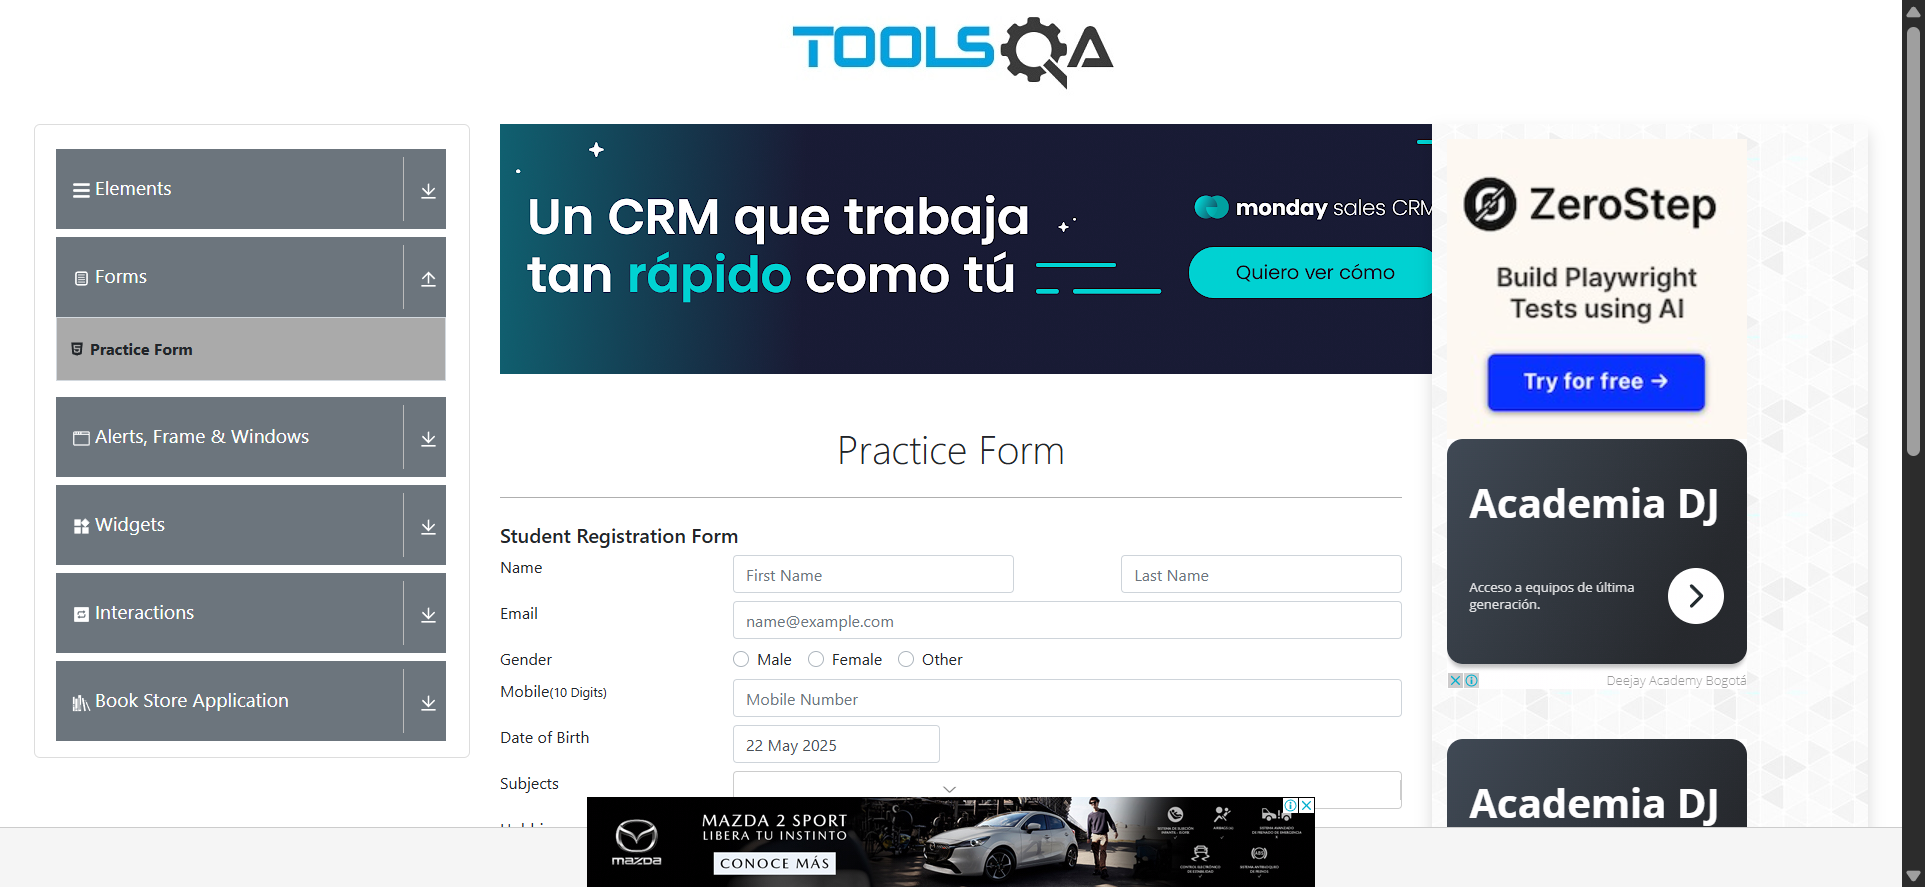 TOOLSQA
Elements
Forms
Practice Form
Alerts, Frame & Windows
Widgets
Interactions
Book Store Application
Un CRM que trabaja
tan rápido como tú
monday sales CRM
Quiero ver cómo
Practice Form
Student Registration Form
Name
First Name
Last Name
Email
name@example.com
Gender
Male
Female
Other
Mobile(10 Digits)
Mobile Number
Date of Birth
22 May 2025
Subjects
ZeroStep
Build Playwright
Tests using AI
Try for free →
Academia DJ
Acceso a equipos de última
generación.
Deejay Academy Bogotá
Academia DJ
mazda
MAZDA 2 SPORT
LIBERA TU INSTINTO
CONOCE MÁS